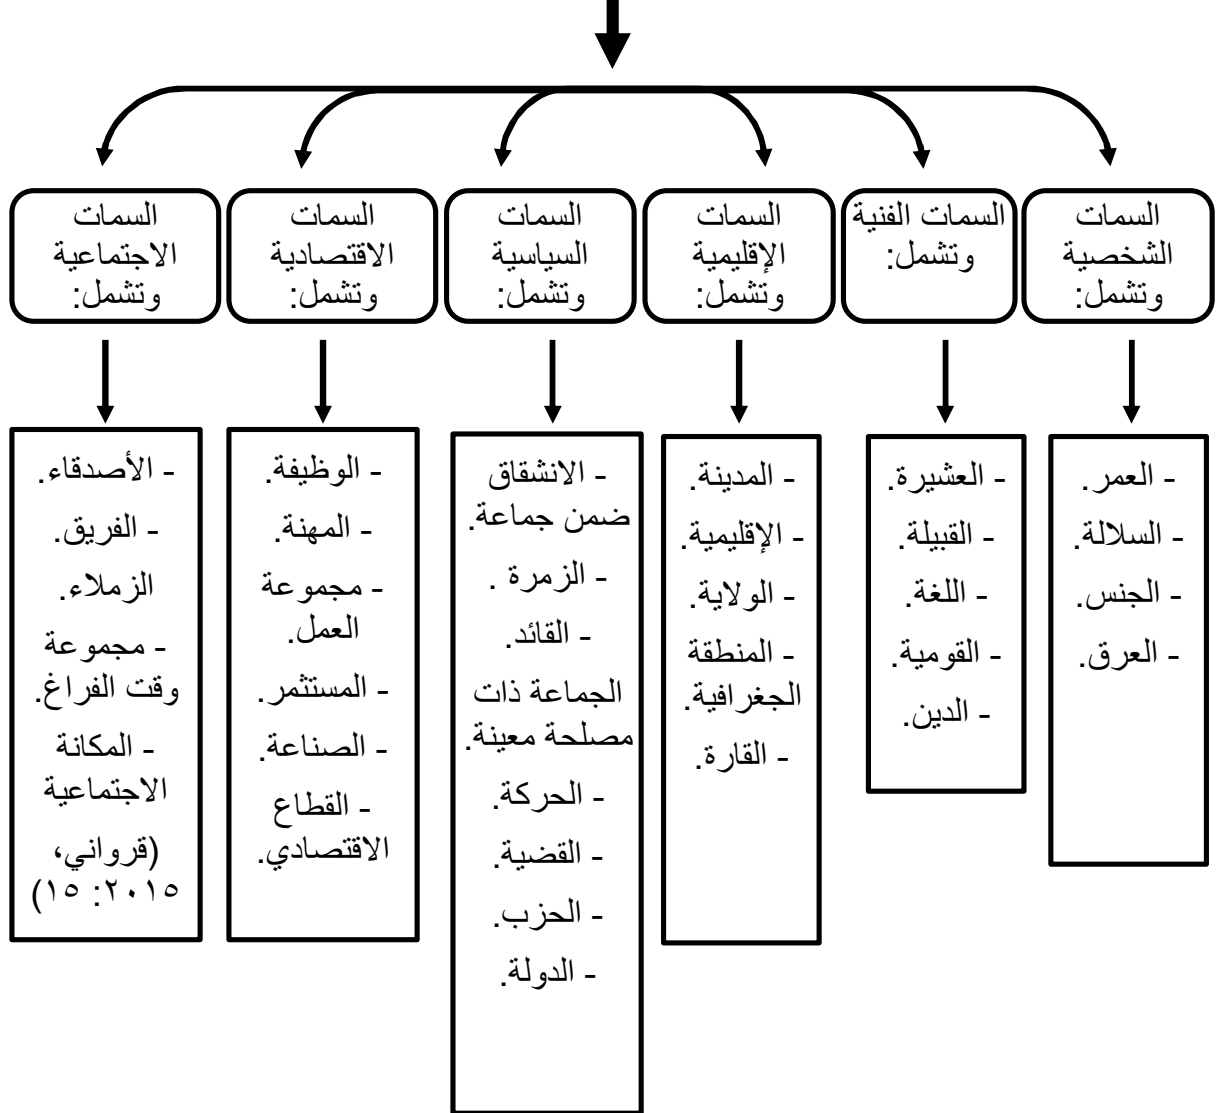 السمات
الشخصية
وتشمل:
- العمر.
- السلالة.
- الجنس.
- العرق.
السمات الفنية
وتشمل:
- العشيرة.
- القبيلة.
- اللغة.
- القومية.
- الدين.
السمات
الإقليمية
وتشمل:
- المدينة.
- الإقليمية.
- الولاية.
- المنطقة
الجغرافية.
- القارة.
السمات
السياسية
وتشمل:
- الانشقاق
ضمن جماعة.
- الزمرة .
- القائد.
الجماعة ذات
مصلحة معينة.
- الحركة.
- القضية.
- الحزب.
- الدولة.
السمات
الاقتصادية
وتشمل:
- الوظيفة.
- المهنة.
- مجموعة
العمل.
- المستثمر.
- الصناعة.
- القطاع
الاقتصادي.
السمات
الاجتماعية
وتشمل:
- الأصدقاء.
- الفريق.
الزملاء.
- مجموعة
وقت الفراغ.
- المكانة
الاجتماعية
(قرواني،
٢٠١٥: ١٥)